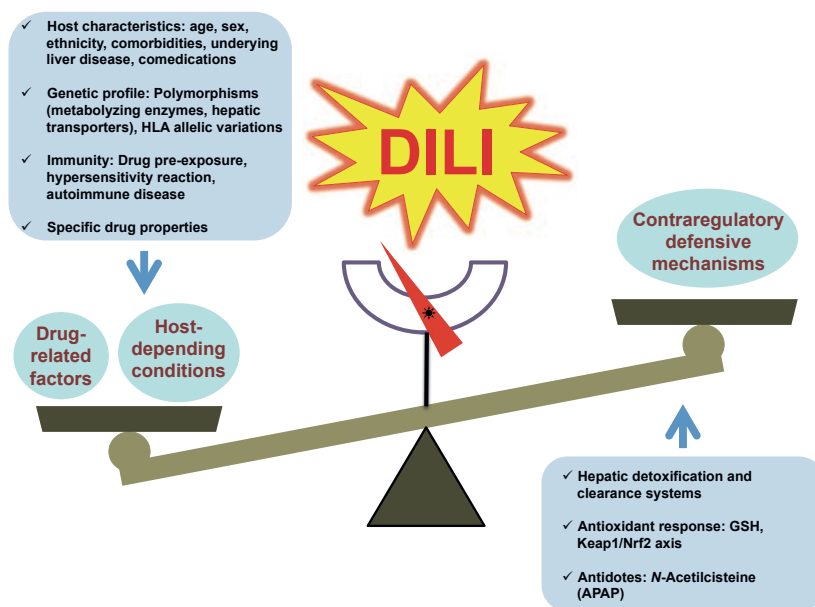 ✓ Host characteristics: age, sex,
ethnicity, comorbidities, underying
liver disease, comedications
✓ Genetic profile: Polymorphisms
(metabolyzing enzymes, hepatic
transporters), HLA allelic variations
✓ Immunity: Drug pre-exposure,
hypersensitivity reaction,
autoimmune disease
✓ Specific drug properties
DILI
Contraregulatory
defensive
mechanisms
Drug-
related
factors
Host-
depending
conditions
✓ Hepatic detoxification and
clearance systems
✓ Antioxidant response: GSH,
Keap1/Nrf2 axis
✓ Antidotes: N-Acetilcisteine
(APAP)